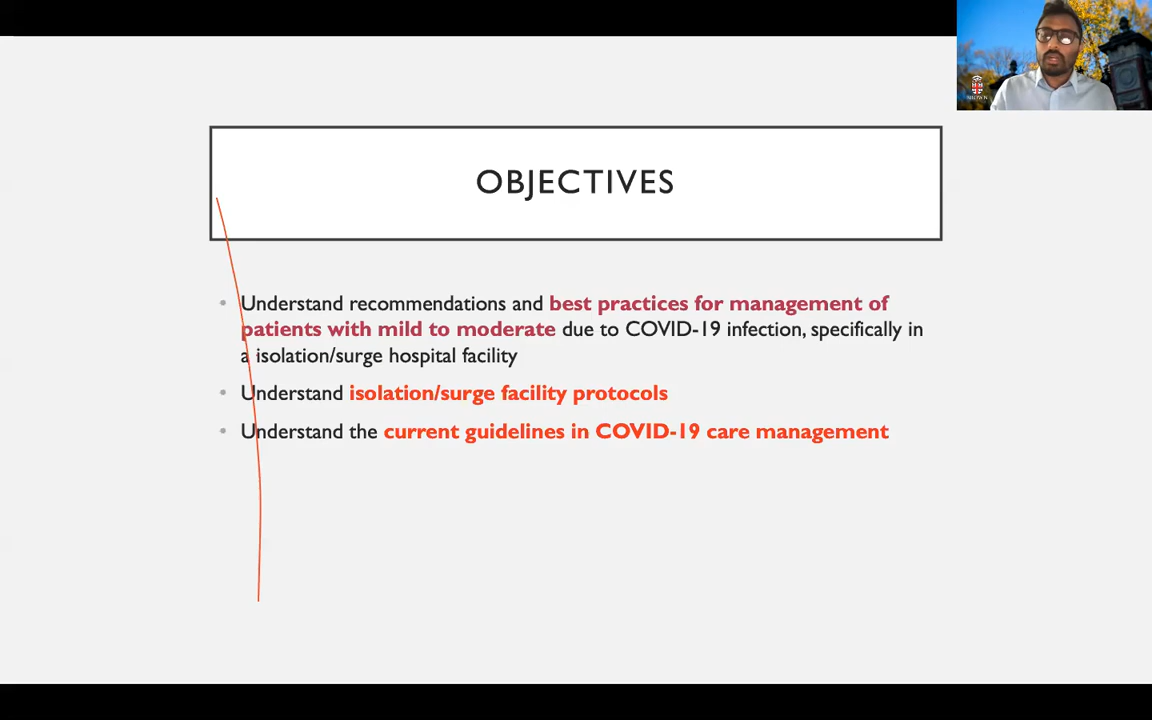 OBJECTIVES
• Understand recommendations and best practices for management of
patients with mild to moderate due to COVID-19 infection, specifically in
a isolation/surge hospital facility
• Understand isolation/surge facility protocols
• Understand the current guidelines in COVID-19 care management